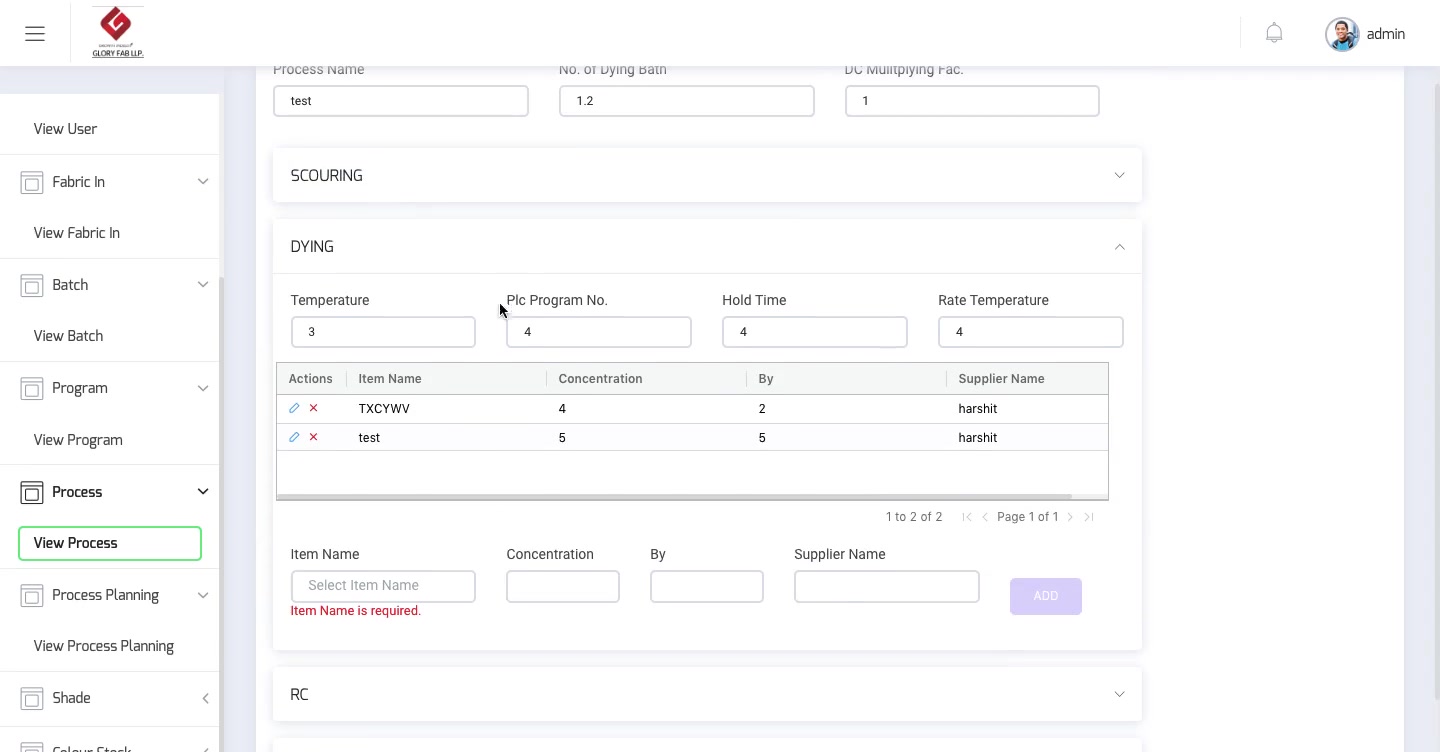 GLORY FAB LLP.
admin
Process Name
No. of Dying Bath
DC Muiltplying Fac.
test
1.2
1
View User
Fabric In
View Fabric In
Batch
View Batch
Program
View Program
Process
View Process
Process Planning
View Process Planning
Shade
Colour Stock
SCOURING
DYING
Temperature
Plc Program No.
Hold Time
Rate Temperature
3
4
4
4
Actions
Item Name
Concentration
By
Supplier Name
TXCYWV
4
2
harshit
test
5
5
harshit
1 to 2 of 2
Page 1 of 1
Item Name
Concentration
By
Supplier Name
Select Item Name
ADD
Item Name is required.
RC